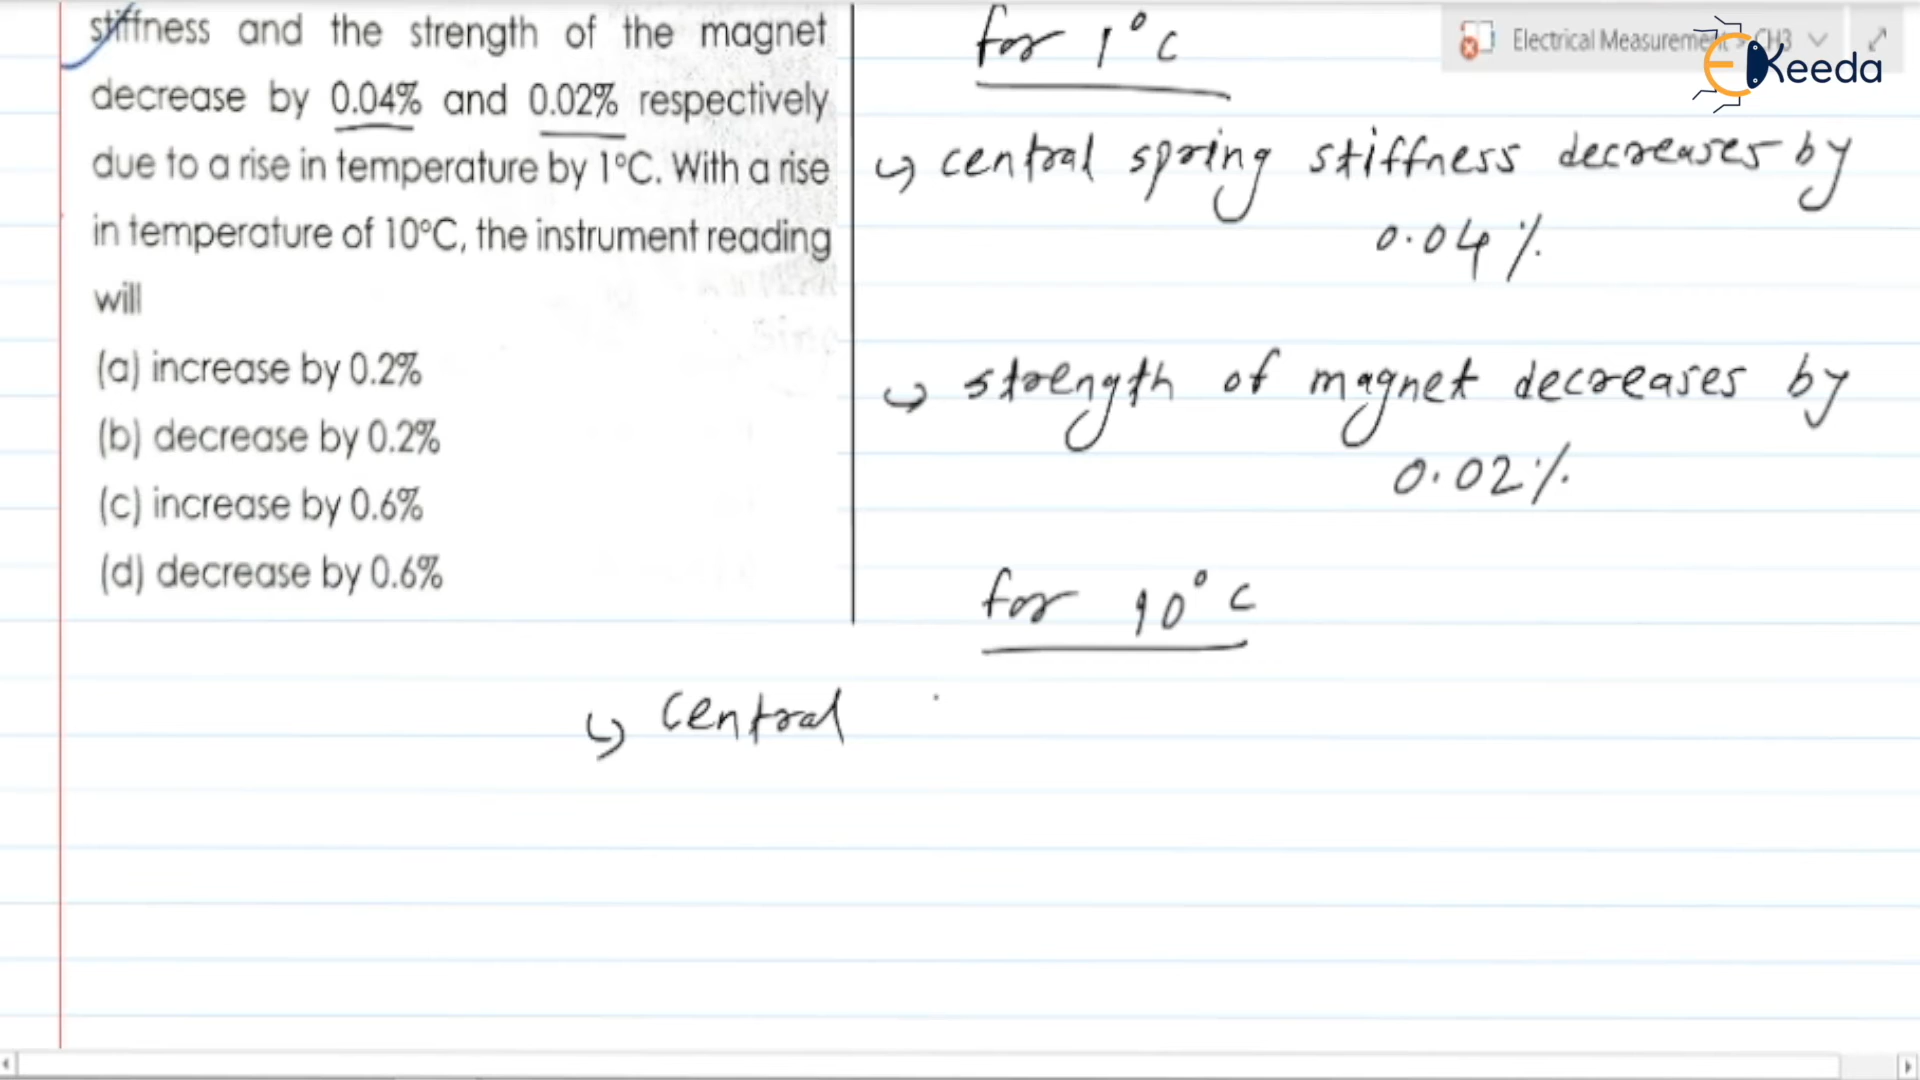 stiffness and the strength of the magnet
decrease by 0.04% and 0.02% respectively
due to a rise in temperature by 1°C. With a rise
in temperature of 10°C, the instrument reading
will
(a) increase by 0.2%
(b) decrease by 0.2%
(c) increase by 0.6%
(d) decrease by 0.6%
for 1°C
Electrical Measurement CH3
EKeeda
central spring stiffness decreases by
0.04%
strength of magnet decreases by
0.02%
for 10°C
central